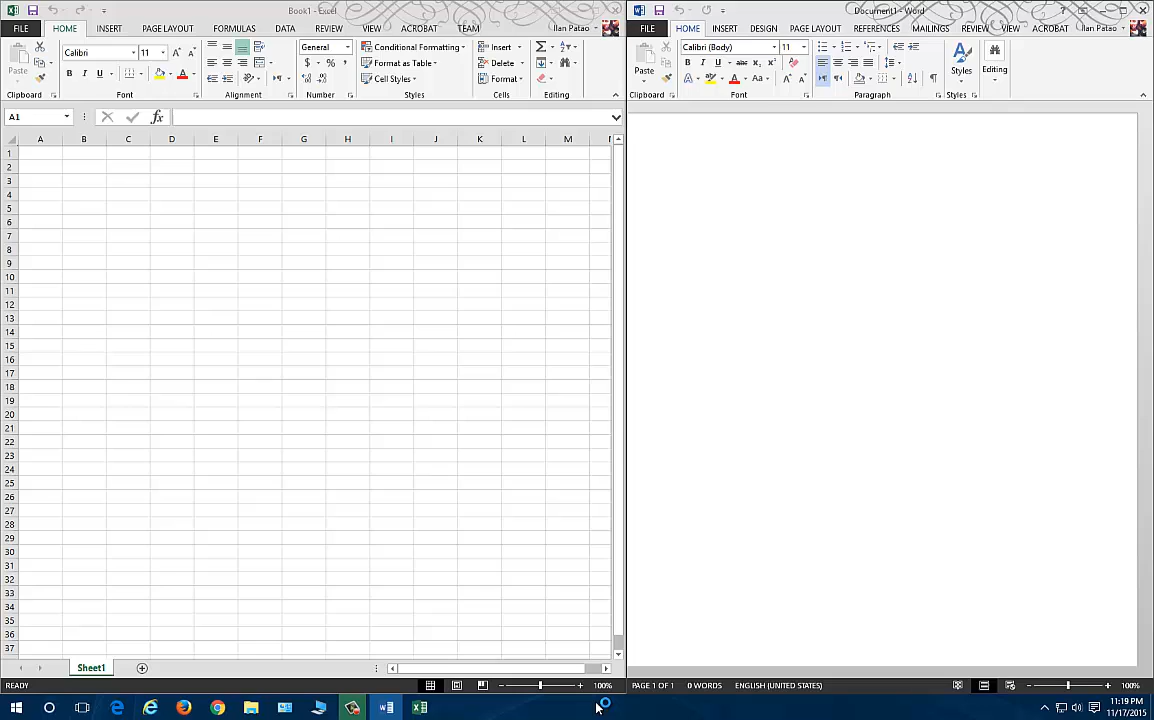 Book1 - Excel
FILE HOME INSERT PAGE LAYOUT FORMULAS DATA REVIEW VIEW ACROBAT TEAM Ilan Patao
Paste
Calibri 11
General
Conditional Formatting
Format as Table
Cell Styles
Insert
Delete
Format
Clipboard Font Alignment Number Styles Cells Editing
A1
A B C D E F G H I J K L M
1
2
3
4
5
6
7
8
9
10
11
12
13
14
15
16
17
18
19
20
21
22
23
24
25
26
27
28
29
30
31
32
33
34
35
36
37
Sheet1
READY
100%
Document1 - Word
FILE HOME INSERT DESIGN PAGE LAYOUT REFERENCES MAILINGS REVIEW VIEW ACROBAT Ilan Patao
Paste
Calibri (Body) 11
Styles
Editing
Clipboard Font Paragraph Styles
PAGE 1 OF 1 0 WORDS ENGLISH (UNITED STATES)
100%
11:19 PM
11/17/2015